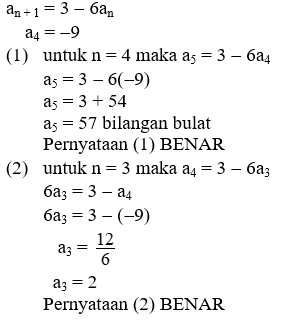 aₙ₊₁ = 3 – 6aₙ
a₄ = –9
(1) untuk n = 4 maka a₅ = 3 – 6a₄
a₅ = 3 – 6(–9)
a₅ = 3 + 54
a₅ = 57 bilangan bulat
Pernyataan (1) BENAR
(2) untuk n = 3 maka a₄ = 3 – 6a₃
6a₃ = 3 – a₄
6a₃ = 3 – (–9)
a₃ = 12/6
a₃ = 2
Pernyataan (2) BENAR